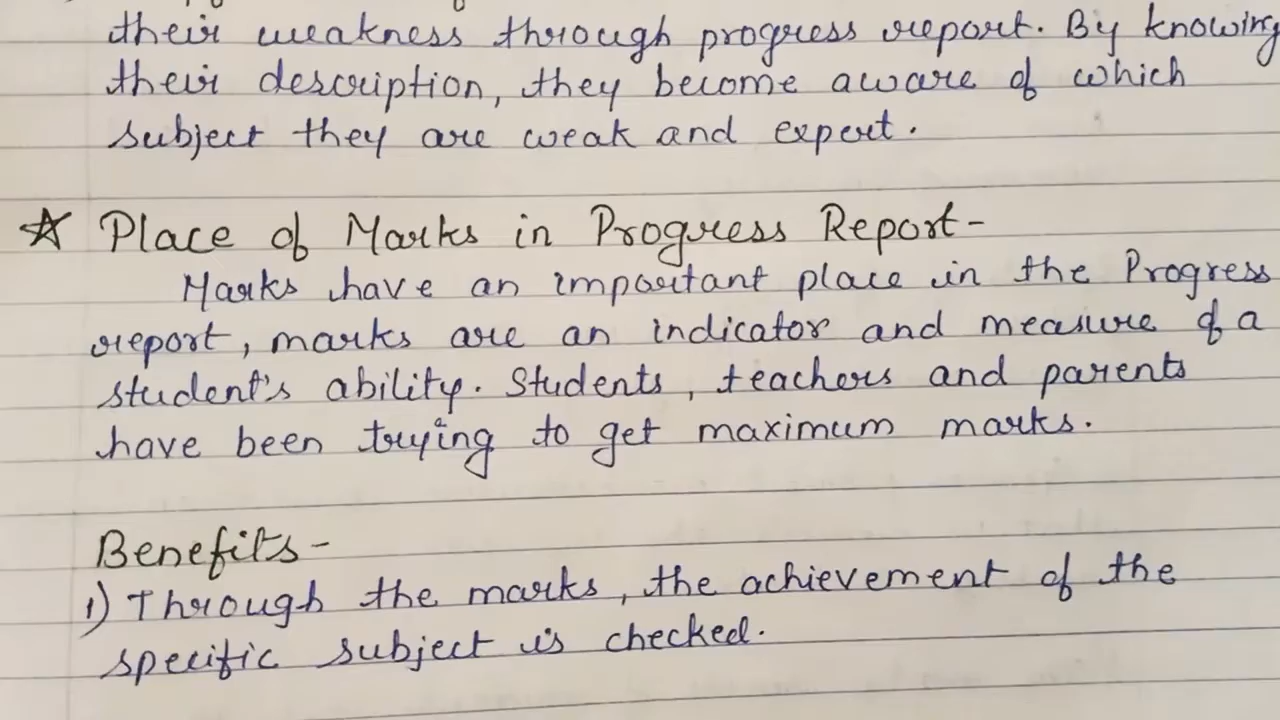 their weakness through progress report. By knowing
their description, they become aware of which
subject they are weak and expert.
☆ Place of Marks in Progress Report-
Marks have an important place in the Progress
report, marks are an indicator and measure of a
student's ability. Students, teachers and parents
have been trying to get maximum marks.
Benefits-
1) Through the marks, the achievement of the
specific subject is checked.